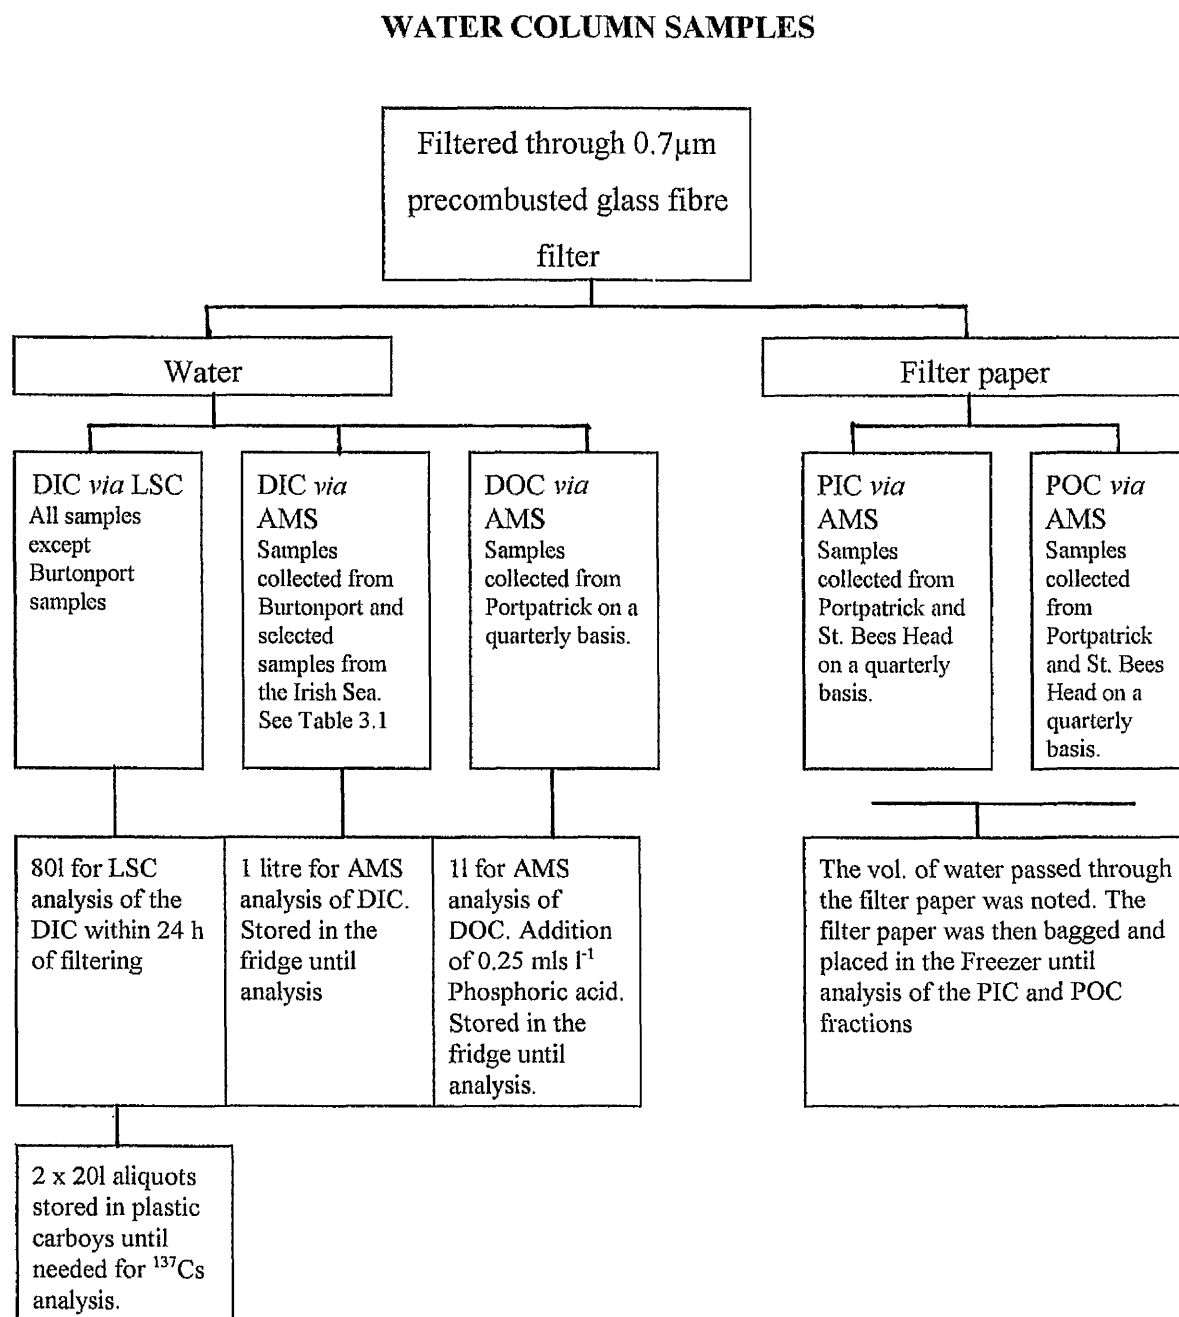 WATER COLUMN SAMPLES
Filtered through 0.7µm
precombusted glass fibre
filter
Water
Filter paper
DIC via LSC
All samples
except
Burtonport
samples
DIC via
AMS
Samples
collected from
Burtonport and
selected
samples from
the Irish Sea.
See Table 3.1
DOC via
AMS
Samples
collected from
Portpatrick on a
quarterly basis.
PIC via
AMS
Samples
collected from
Portpatrick and
St. Bees Head
on a quarterly
basis.
POC via
AMS
Samples
collected
from
Portpatrick
and St. Bees
Head on a
quarterly
basis.
80l for LSC
analysis of the
DIC within 24 h
of filtering
1 litre for AMS
analysis of DIC.
Stored in the
fridge until
analysis
1l for AMS
analysis of
DOC. Addition
of 0.25 mls l⁻¹
Phosphoric acid.
Stored in the
fridge until
analysis.
The vol. of water passed through
the filter paper was noted. The
filter paper was then bagged and
placed in the Freezer until
analysis of the PIC and POC
fractions
2 x 20l aliquots
stored in plastic
carboys until
needed for ¹³⁷Cs
analysis.